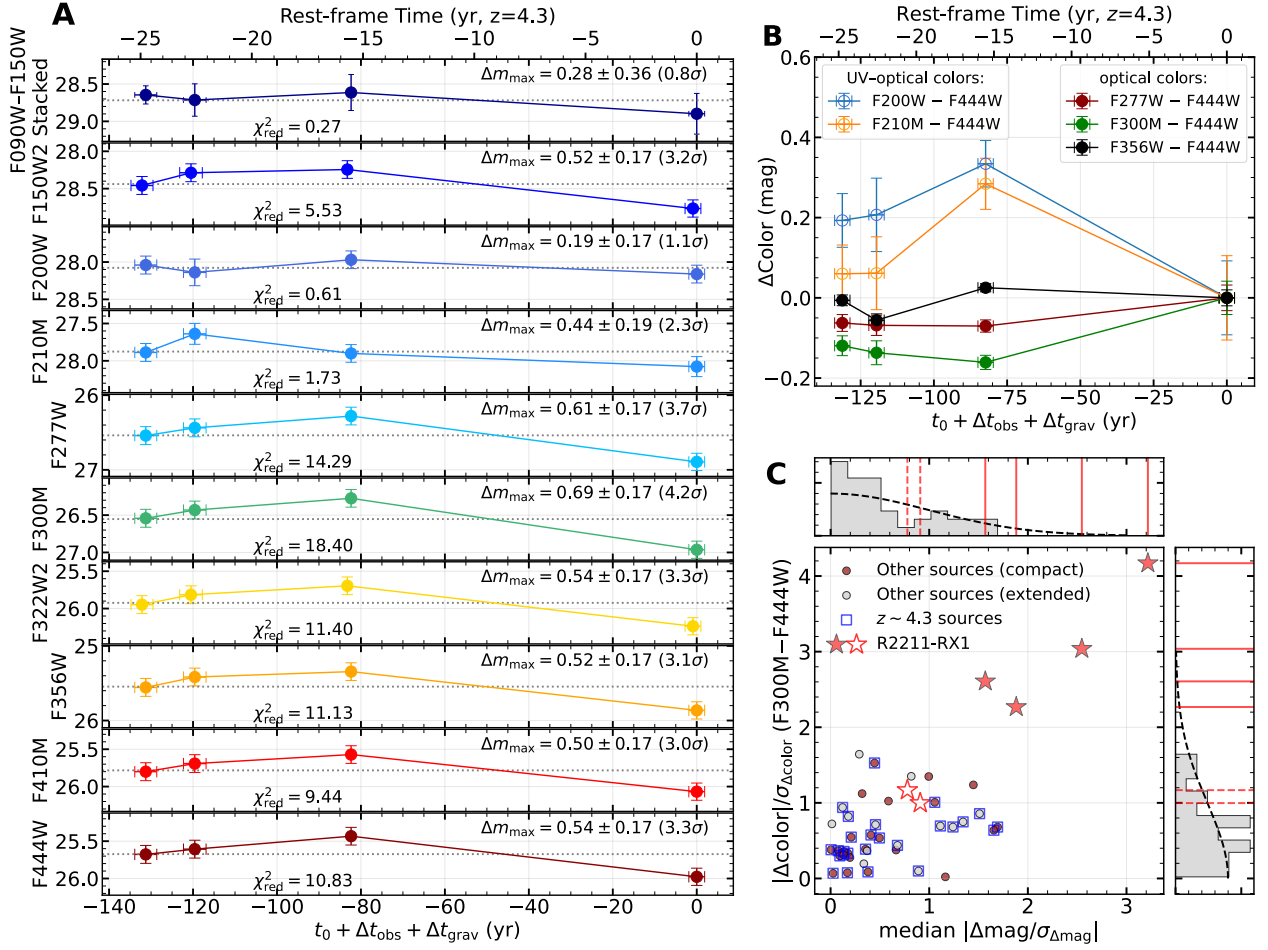 A
Rest-frame Time (yr, z=4.3)
−25 −20 −15 −10 −5 0
F090W−F150W
Stacked
28.5
29.0
Δm_max = 0.28 ± 0.36 (0.8σ)
χ²_red = 0.27
F150W2
28.0
28.5
Δm_max = 0.52 ± 0.17 (3.2σ)
χ²_red = 5.53
F200W
28.0
28.5
Δm_max = 0.19 ± 0.17 (1.1σ)
χ²_red = 0.61
F210M
27.5
28.0
Δm_max = 0.44 ± 0.19 (2.3σ)
χ²_red = 1.73
F277W
26
27
Δm_max = 0.61 ± 0.17 (3.7σ)
χ²_red = 14.29
F300M
26.5
27.0
Δm_max = 0.69 ± 0.17 (4.2σ)
χ²_red = 18.40
F322W2
25.5
26.0
Δm_max = 0.54 ± 0.17 (3.3σ)
χ²_red = 11.40
F356W
25
25
26
Δm_max = 0.52 ± 0.17 (3.1σ)
χ²_red = 11.13
F410M
25.5
26.0
Δm_max = 0.50 ± 0.17 (3.0σ)
χ²_red = 9.44
F444W
25.5
26.0
Δm_max = 0.54 ± 0.17 (3.3σ)
χ²_red = 10.83
−140 −120 −100 −80 −60 −40 −20 0
t₀ + Δt_obs + Δt_grav (yr)
B
Rest-frame Time (yr, z=4.3)
−25 −22 −20 −15 −10 −5 0
ΔColor (mag)
0.6
0.4
0.2
0.0
−0.2
UV–optical colors:
F200W − F444W
F210M − F444W
optical colors:
F277W − F444W
F300M − F444W
F356W − F444W
−125 −100 −75 −50 −25 0
t₀ + Δt_obs + Δt_grav (yr)
C
|Δcolor|/σ_Δcolor (F300M−F444W)
4
3
2
1
0
Other sources (compact)
Other sources (extended)
z ~ 4.3 sources
R2211-RX1
0 1 2 3
median |Δmag/σ_Δmag|